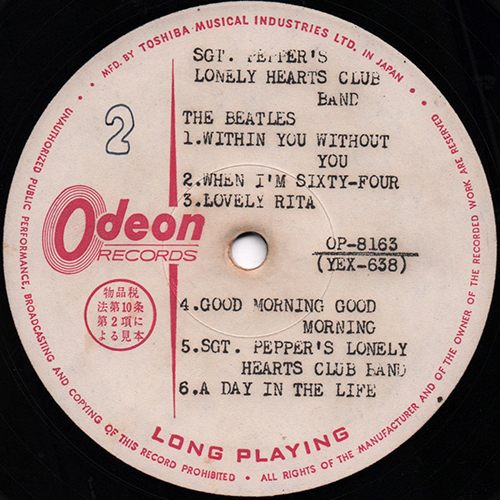 MFD. BY TOSHIBA MUSICAL INDUSTRIES LTD. IN JAPAN
SGT. PEPPER'S
LONELY HEARTS CLUB
BAND
THE BEATLES
1.WITHIN YOU WITHOUT
YOU
2.WHEN I'M SIXTY-FOUR
3.LOVELY RITA
2
Odeon
RECORDS
OP-8163
(YEX-638)
物品税
法第10条
第2項に
よる見本
4.GOOD MORNING GOOD
MORNING
5.SGT. PEPPER'S LONELY
HEARTS CLUB BAND
6.A DAY IN THE LIFE
LONG PLAYING
UNAUTHORIZED PUBLIC PERFORMANCE, BROADCASTING AND COPYING OF THIS RECORD PROHIBITED • ALL RIGHTS OF THE MANUFACTURER AND OF THE OWNER OF THE RECORDED WORK ARE RESERVED